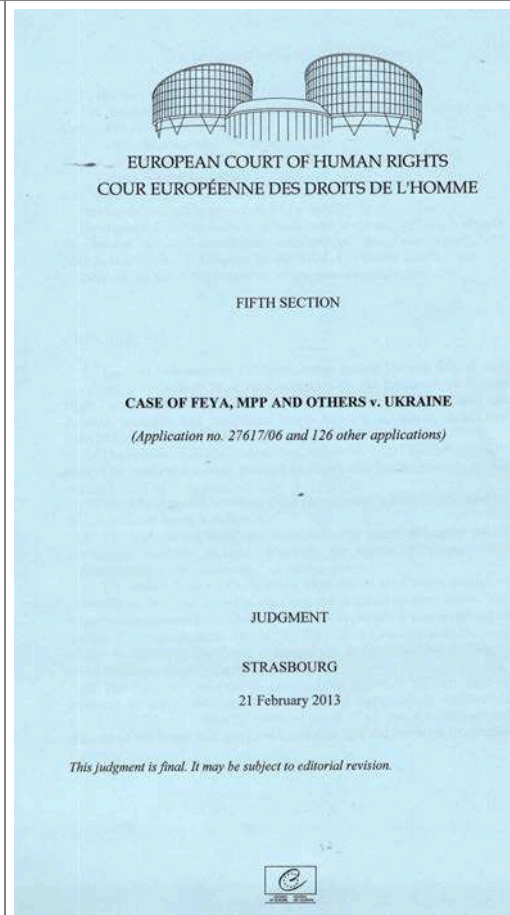 EUROPEAN COURT OF HUMAN RIGHTS
COUR EUROPÉENNE DES DROITS DE L'HOMME
FIFTH SECTION
CASE OF FEYA, MPP AND OTHERS v. UKRAINE
(Application no. 27617/06 and 126 other applications)
JUDGMENT
STRASBOURG
21 February 2013
This judgment is final. It may be subject to editorial revision.